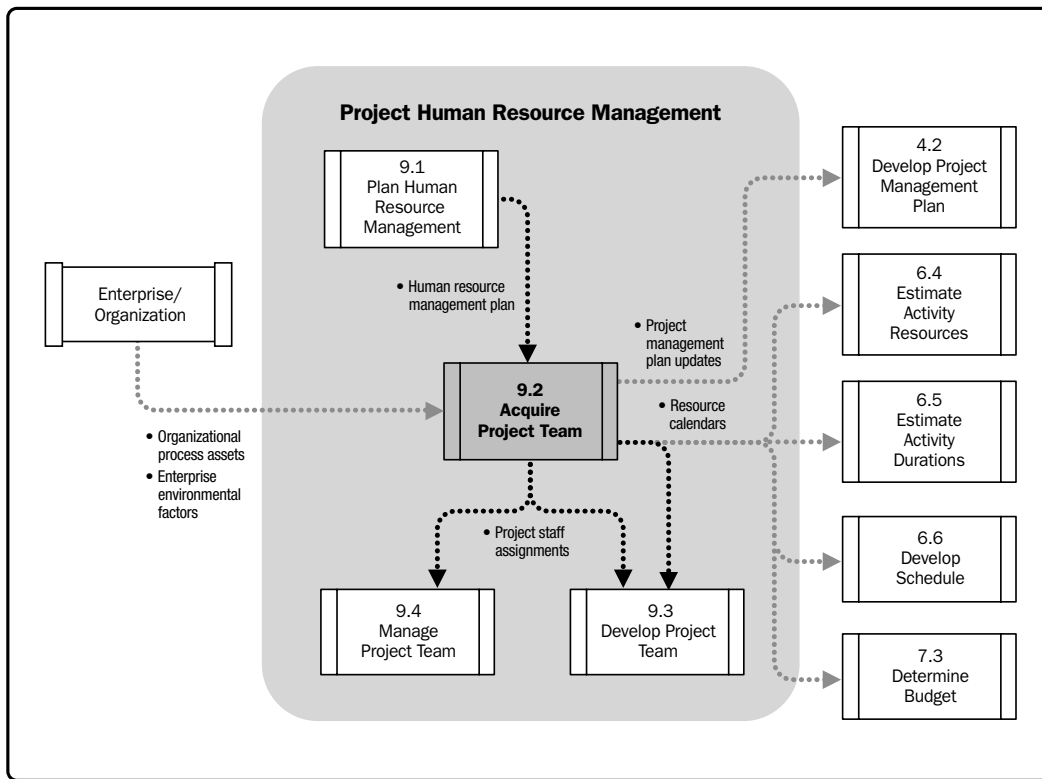 Project Human Resource Management
9.1
Plan Human
Resource
Management
4.2
Develop Project
Management
Plan
Enterprise/
Organization
• Human resource
management plan
6.4
Estimate
Activity
Resources
• Project
management
plan updates
9.2
Acquire
Project Team
• Resource
calendars
6.5
Estimate
Activity
Durations
• Organizational
process assets
• Enterprise
environmental
factors
• Project staff
assignments
6.6
Develop
Schedule
9.4
Manage
Project Team
9.3
Develop Project
Team
7.3
Determine
Budget